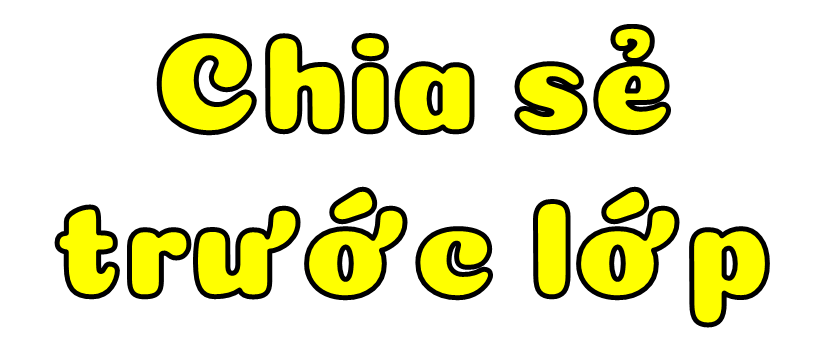 Chia sẻ
trước lớp